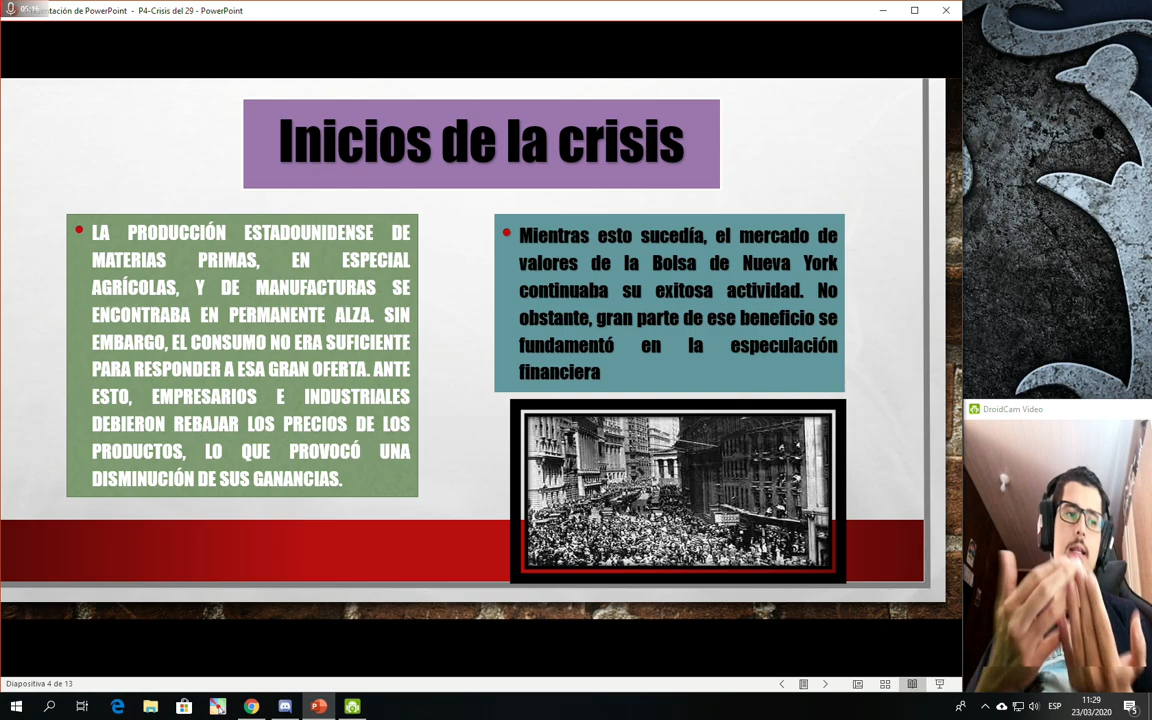 05:16
tación de PowerPoint - P4-Crisis del 29 - PowerPoint
Inicios de la crisis
LA PRODUCCIÓN ESTADOUNIDENSE DE
MATERIAS PRIMAS, EN ESPECIAL
AGRÍCOLAS, Y DE MANUFACTURAS SE
ENCONTRABA EN PERMANENTE ALZA. SIN
EMBARGO, EL CONSUMO NO ERA SUFICIENTE
PARA RESPONDER A ESA GRAN OFERTA. ANTE
ESTO, EMPRESARIOS E INDUSTRIALES
DEBIERON REBAJAR LOS PRECIOS DE LOS
PRODUCTOS, LO QUE PROVOCÓ UNA
DISMINUCIÓN DE SUS GANANCIAS.
Mientras esto sucedía, el mercado de
valores de la Bolsa de Nueva York
continuaba su exitosa actividad. No
obstante, gran parte de ese beneficio se
fundamentó en la especulación
financiera
DroidCam Video
Diapositiva 4 de 13
ESP
11:29
23/03/2020
5